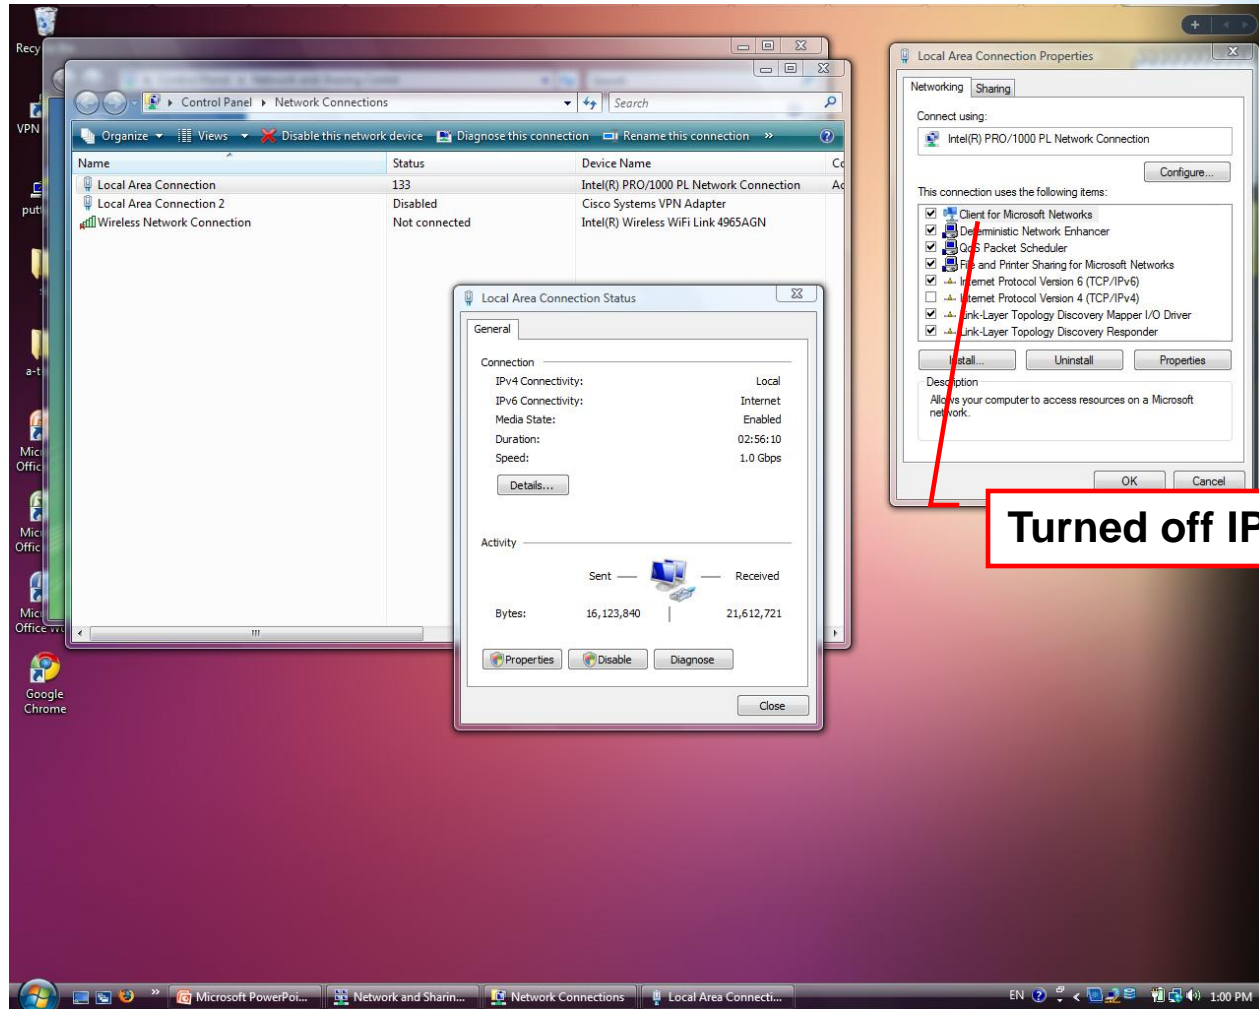 Recy
VPN
putt
a-t
Mic
Offic
Mic
Offic
Mic
Office
Google
Chrome
Control Panel ▸ Network Connections
Search
Organize Views Disable this network device Diagnose this connection Rename this connection »
Name Status Device Name Co
Local Area Connection 133 Intel(R) PRO/1000 PL Network Connection Ac
Local Area Connection 2 Disabled Cisco Systems VPN Adapter
Wireless Network Connection Not connected Intel(R) Wireless WiFi Link 4965AGN
Local Area Connection Status
General
Connection
IPv4 Connectivity: Local
IPv6 Connectivity: Internet
Media State: Enabled
Duration: 02:56:10
Speed: 1.0 Gbps
Details...
Activity
Sent — — Received
Bytes: 16,123,840 | 21,612,721
Properties Disable Diagnose
Close
Local Area Connection Properties
Networking Sharing
Connect using:
Intel(R) PRO/1000 PL Network Connection
Configure...
This connection uses the following items:
Client for Microsoft Networks
Deterministic Network Enhancer
QoS Packet Scheduler
File and Printer Sharing for Microsoft Networks
Internet Protocol Version 6 (TCP/IPv6)
Internet Protocol Version 4 (TCP/IPv4)
Link-Layer Topology Discovery Mapper I/O Driver
Link-Layer Topology Discovery Responder
Install... Uninstall Properties
Description
Allows your computer to access resources on a Microsoft
network.
OK Cancel
Turned off IP
Microsoft PowerPoi... Network and Sharin... Network Connections Local Area Connecti...
EN 1:00 PM